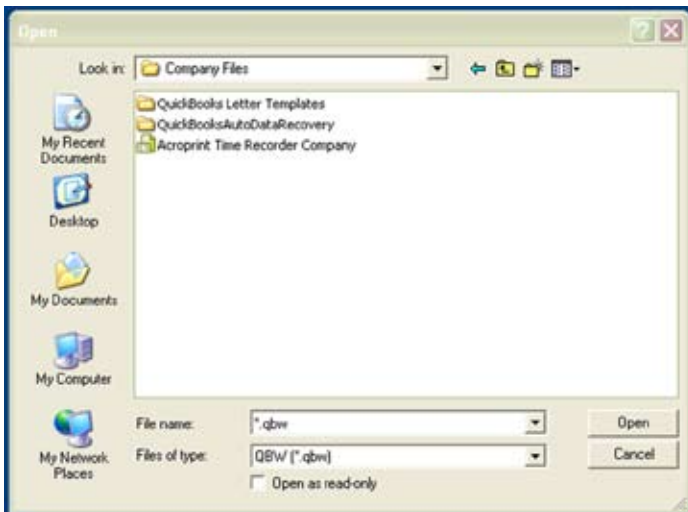 Open
Look in: Company Files
QuickBooks Letter Templates
QuickBooksAutoDataRecovery
Acroprint Time Recorder Company
My Recent
Documents
Desktop
My Documents
My Computer
My Network
Places
File name: *.qbw Open
Files of type: QBW (*.qbw) Cancel
Open as read-only